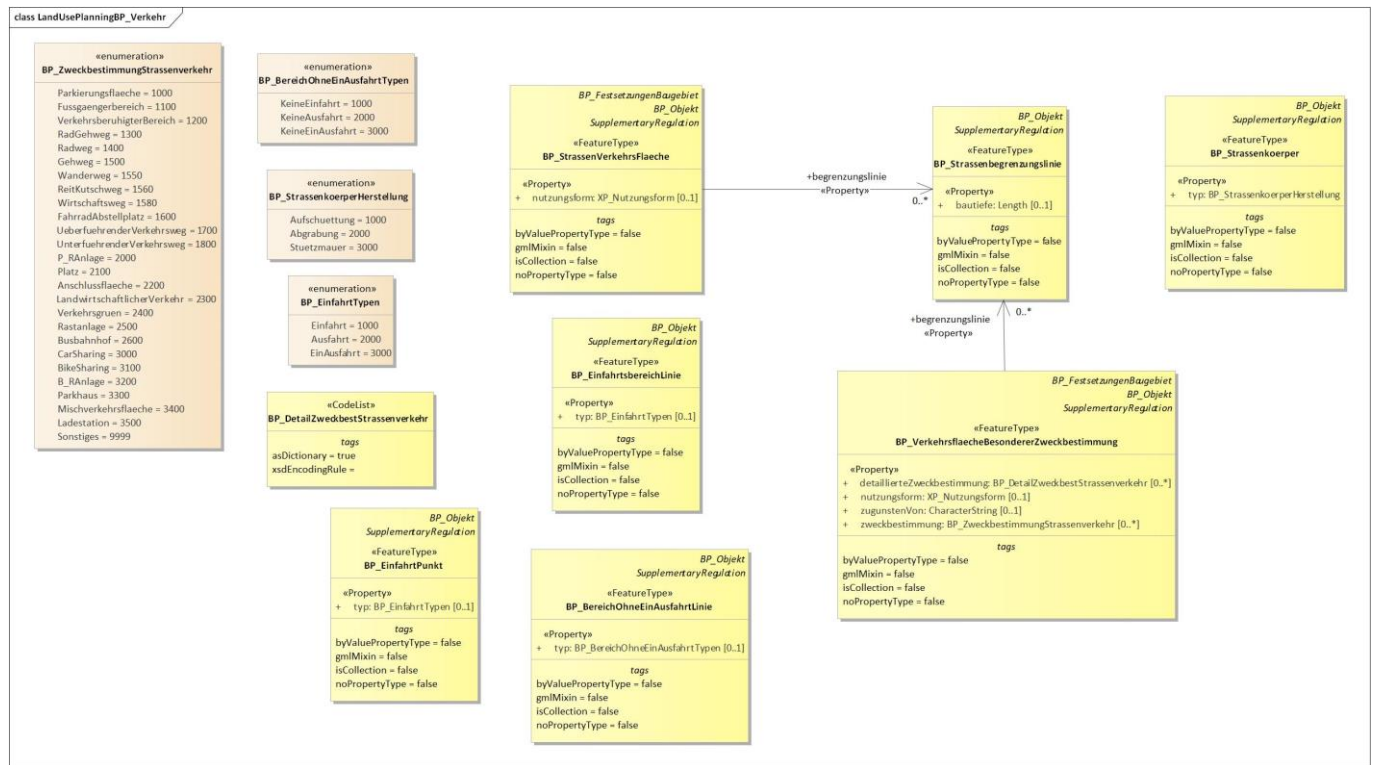 class LandUsePlanningBP_Verkehr
«enumeration»
BP_ZweckbestimmungStrassenverkehr
Parkierungsflaeche = 1000
Fussgaengerbereich = 1100
VerkehrsberuhigterBereich = 1200
RadGehweg = 1300
Radweg = 1400
Gehweg = 1500
Wanderweg = 1550
ReitKutschweg = 1560
Wirtschaftsweg = 1580
FahrradAbstellplatz = 1600
UeberfuehrenderVerkehrsweg = 1700
UnterfuehrenderVerkehrsweg = 1800
P_RAnlage = 2000
Platz = 2100
Anschlussflaeche = 2200
LandwirtschaftlicherVerkehr = 2300
Verkehrsgruen = 2400
Rastanlage = 2500
Busbahnhof = 2600
CarSharing = 3000
BikeSharing = 3100
B_RAnlage = 3200
Parkhaus = 3300
Mischverkehrsflaeche = 3400
Ladestation = 3500
Sonstiges = 9999
«enumeration»
BP_BereichOhneEinAusfahrtTypen
KeineEinfahrt = 1000
KeineAusfahrt = 2000
KeineEinAusfahrt = 3000
«enumeration»
BP_StrassenkoerperHerstellung
Aufschuettung = 1000
Abgrabung = 2000
Stuetzmauer = 3000
«enumeration»
BP_EinfahrtTypen
Einfahrt = 1000
Ausfahrt = 2000
EinAusfahrt = 3000
«CodeList»
BP_DetailZweckbestStrassenverkehr
tags
asDictionary = true
xsdEncodingRule =
BP_Objekt
SupplementaryRegulation
«FeatureType»
BP_EinfahrtPunkt
«Property»
+ typ: BP_EinfahrtTypen [0..1]
tags
byValuePropertyType = false
gmlMixin = false
isCollection = false
noPropertyType = false
BP_FestsetzungenBaugebiet
BP_Objekt
SupplementaryRegulation
«FeatureType»
BP_StrassenVerkehrsFlaeche
«Property»
+ nutzungsform: XP_Nutzungsform [0..1]
tags
byValuePropertyType = false
gmlMixin = false
isCollection = false
noPropertyType = false
BP_Objekt
SupplementaryRegulation
«FeatureType»
BP_EinfahrtsbereichLinie
«Property»
+ typ: BP_EinfahrtTypen [0..1]
tags
byValuePropertyType = false
gmlMixin = false
isCollection = false
noPropertyType = false
BP_Objekt
SupplementaryRegulation
«FeatureType»
BP_BereichOhneEinAusfahrtLinie
«Property»
+ typ: BP_BereichOhneEinAusfahrtTypen [0..1]
tags
byValuePropertyType = false
gmlMixin = false
isCollection = false
noPropertyType = false
+begrenzungslinie
«Property»
0..*
BP_Objekt
SupplementaryRegulation
«FeatureType»
BP_Strassenbegrenzungslinie
«Property»
+ bautiefe: Length [0..1]
tags
byValuePropertyType = false
gmlMixin = false
isCollection = false
noPropertyType = false
+begrenzungslinie
0..*
«Property»
BP_FestsetzungenBaugebiet
BP_Objekt
SupplementaryRegulation
«FeatureType»
BP_VerkehrsflaecheBesondererZweckbestimmung
«Property»
+ detaillierteZweckbestimmung: BP_DetailZweckbestStrassenverkehr [0..*]
+ nutzungsform: XP_Nutzungsform [0..1]
+ zugunstenVon: CharacterString [0..1]
+ zweckbestimmung: BP_ZweckbestimmungStrassenverkehr [0..*]
tags
byValuePropertyType = false
gmlMixin = false
isCollection = false
noPropertyType = false
BP_Objekt
SupplementaryRegulation
«FeatureType»
BP_Strassenkoerper
«Property»
+ typ: BP_StrassenkoerperHerstellung
tags
byValuePropertyType = false
gmlMixin = false
isCollection = false
noPropertyType = false